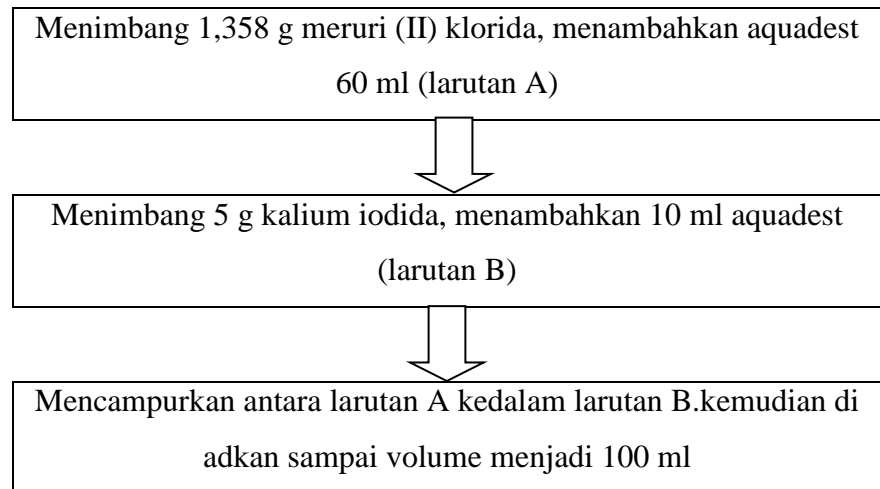 Menimbang 1,358 g meruri (II) klorida, menambahkan aquadest
60 ml (larutan A)
Menimbang 5 g kalium iodida, menambahkan 10 ml aquadest
(larutan B)
Mencampurkan antara larutan A kedalam larutan B.kemudian di
adkan sampai volume menjadi 100 ml